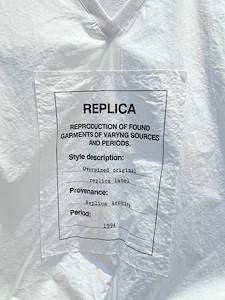 REPLICA
REPRODUCTION OF FOUND
GARMENTS OF VARYNG SOURCES
AND PERIODS.
Style description:
Oversized original
replica label
Provenance:
Replica Archive
Period:
1994